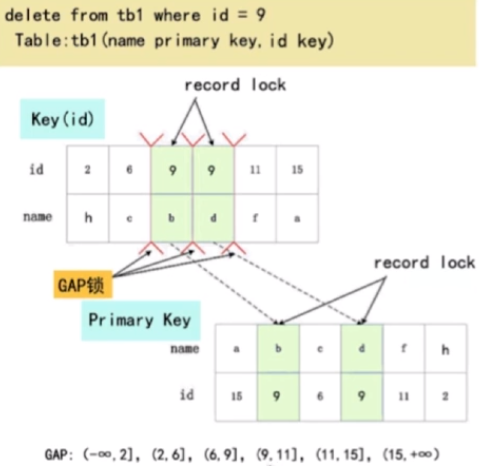 delete from tb1 where id = 9
Table:tb1(name primary key,id key)
record lock
Key(id)
id 2 6 9 9 11 15
name h c b d f a
GAP锁
record lock
Primary Key
name a b c d f h
id 15 9 6 9 11 2
GAP: (-∞,2], (2,6], (6,9], (9,11], (11,15], (15,+∞)